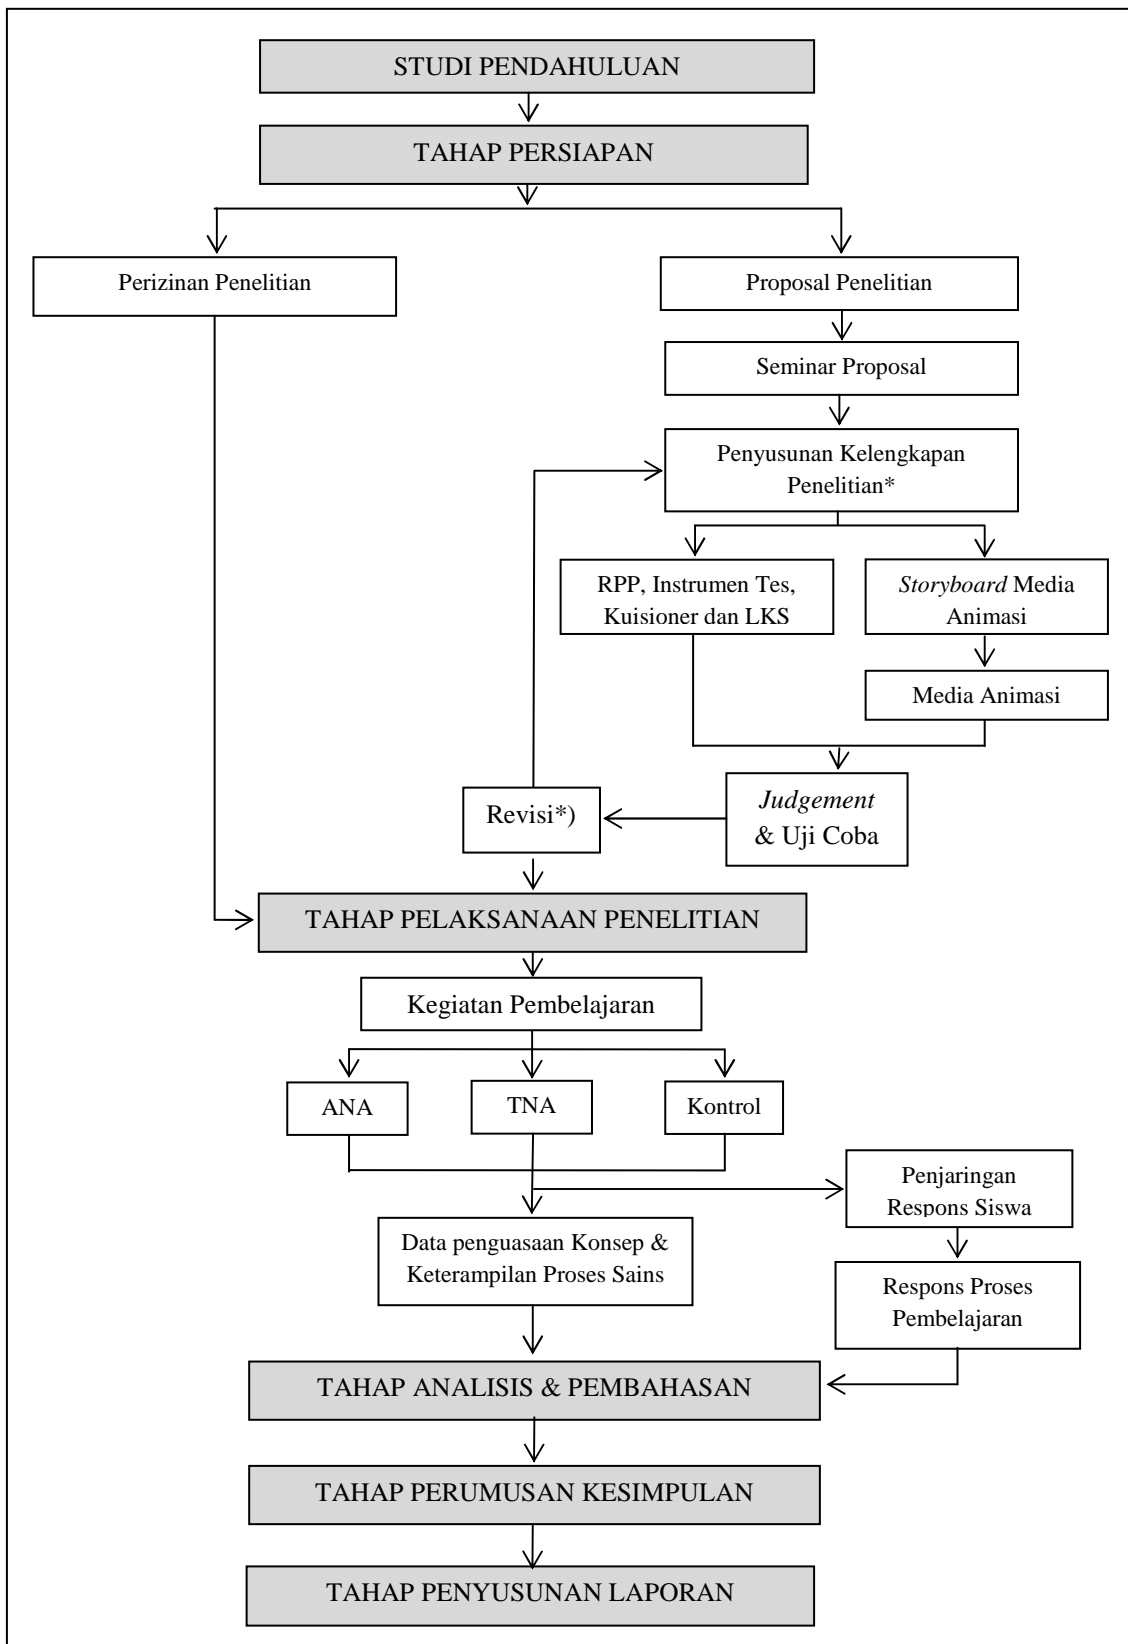 STUDI PENDAHULUAN
TAHAP PERSIAPAN
Perizinan Penelitian
Proposal Penelitian
Seminar Proposal
Penyusunan Kelengkapan
Penelitian*
RPP, Instrumen Tes,
Kuisioner dan LKS
Storyboard Media
Animasi
Media Animasi
Judgement
& Uji Coba
Revisi*)
TAHAP PELAKSANAAN PENELITIAN
Kegiatan Pembelajaran
ANA
TNA
Kontrol
Penjaringan
Respons Siswa
Data penguasaan Konsep &
Keterampilan Proses Sains
Respons Proses
Pembelajaran
TAHAP ANALISIS & PEMBAHASAN
TAHAP PERUMUSAN KESIMPULAN
TAHAP PENYUSUNAN LAPORAN